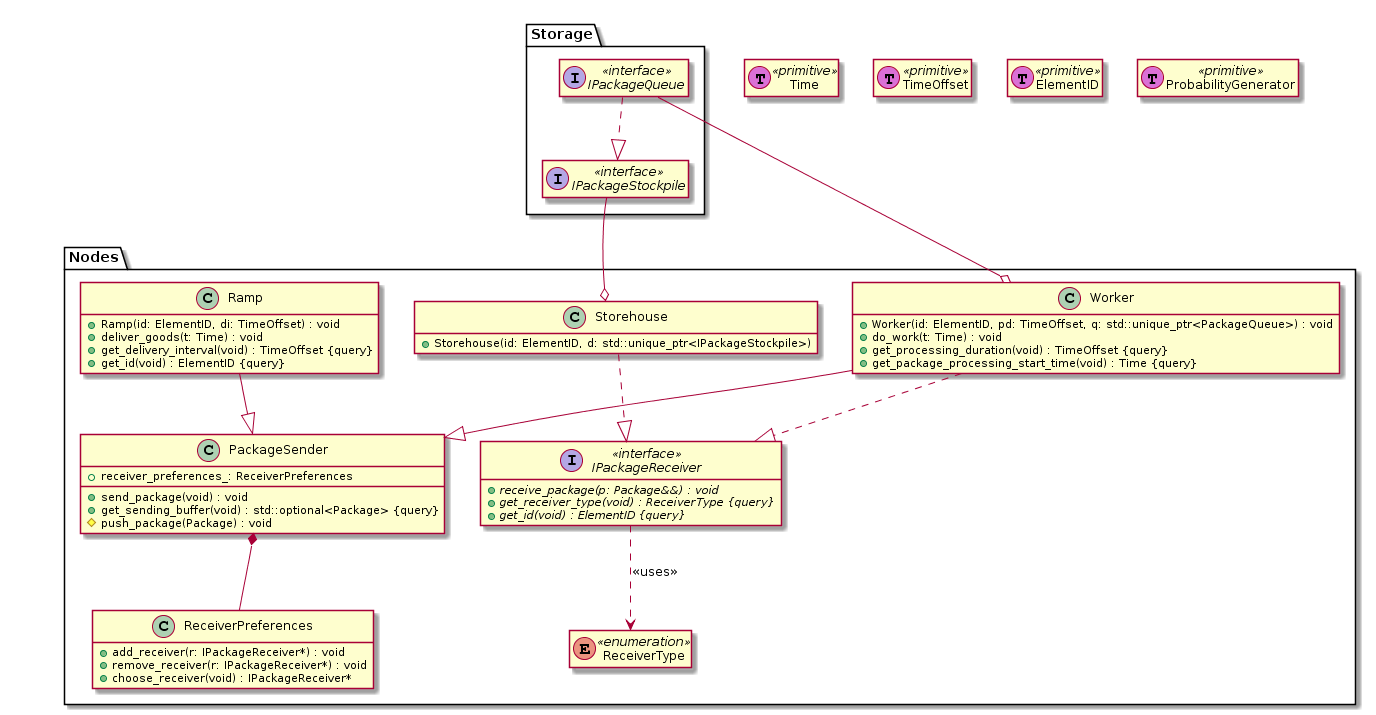 Storage
I
«interface»
IPackageQueue
T
«primitive»
Time
T
«primitive»
TimeOffset
T
«primitive»
ElementID
T
«primitive»
ProbabilityGenerator
I
«interface»
IPackageStockpile
Nodes
C Ramp
Ramp(id: ElementID, di: TimeOffset) : void
deliver_goods(t: Time) : void
get_delivery_interval(void) : TimeOffset {query}
get_id(void) : ElementID {query}
C Storehouse
Storehouse(id: ElementID, d: std::unique_ptr<IPackageStockpile>)
C Worker
Worker(id: ElementID, pd: TimeOffset, q: std::unique_ptr<PackageQueue>) : void
do_work(t: Time) : void
get_processing_duration(void) : TimeOffset {query}
get_package_processing_start_time(void) : Time {query}
C PackageSender
receiver_preferences_: ReceiverPreferences
send_package(void) : void
get_sending_buffer(void) : std::optional<Package> {query}
push_package(Package) : void
I
«interface»
IPackageReceiver
receive_package(p: Package&&) : void
get_receiver_type(void) : ReceiverType {query}
get_id(void) : ElementID {query}
«uses»
C ReceiverPreferences
add_receiver(r: IPackageReceiver*) : void
remove_receiver(r: IPackageReceiver*) : void
choose_receiver(void) : IPackageReceiver*
E
«enumeration»
ReceiverType